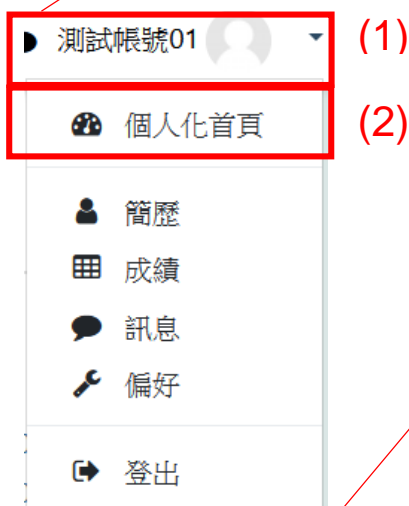 測試帳號01 (1)
個人化首頁 (2)
簡歷
成績
訊息
偏好
登出